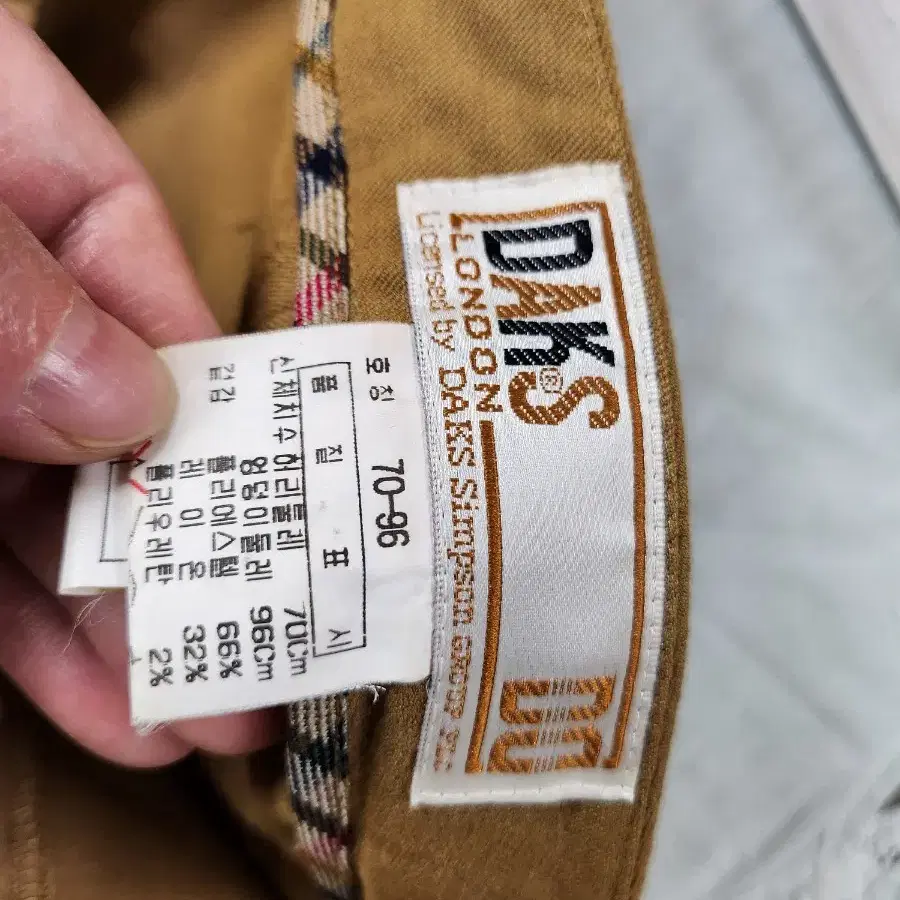 DAKS®
LONDON
Licensed by DAKS Simpson Group Plc
호칭 70-96
품질표시
신체치수 허리둘레 70Cm
엉덩이둘레 96Cm
겉감 폴리에스텔 66%
레이온 32%
폴리우레탄 2%